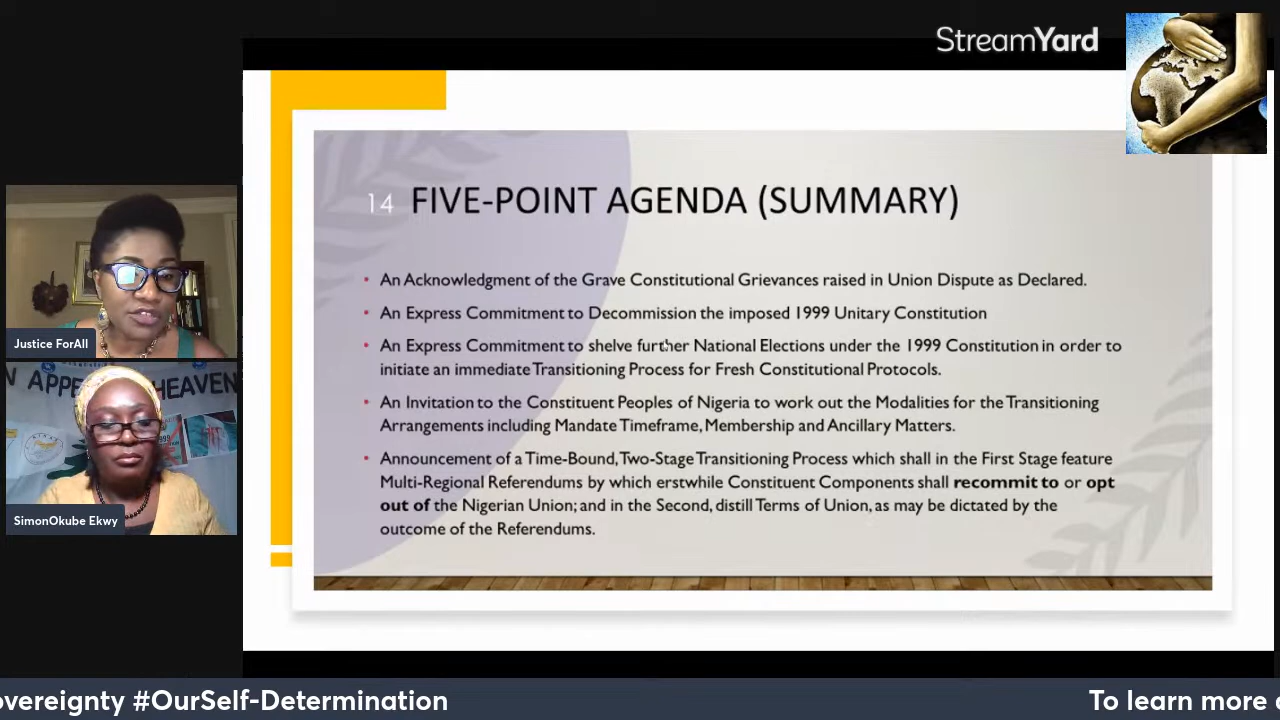 StreamYard
14 FIVE-POINT AGENDA (SUMMARY)
• An Acknowledgment of the Grave Constitutional Grievances raised in Union Dispute as Declared.
• An Express Commitment to Decommission the imposed 1999 Unitary Constitution
• An Express Commitment to shelve further National Elections under the 1999 Constitution in order to
initiate an immediate Transitioning Process for Fresh Constitutional Protocols.
• An Invitation to the Constituent Peoples of Nigeria to work out the Modalities for the Transitioning
Arrangements including Mandate Timeframe, Membership and Ancillary Matters.
• Announcement of a Time-Bound, Two-Stage Transitioning Process which shall in the First Stage feature
Multi-Regional Referendums by which erstwhile Constituent Components shall recommit to or opt
out of the Nigerian Union; and in the Second, distill Terms of Union, as may be dictated by the
outcome of the Referendums.
Justice ForAll
N APPE HEAVEN
SimonOkube Ekwy
overeignty #OurSelf-Determination
To learn more